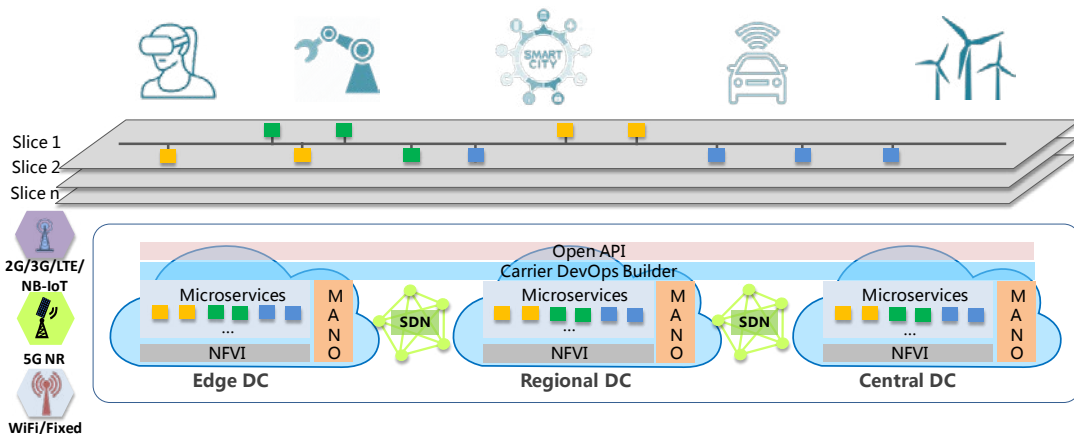 SMART
CITY
Slice 1
Slice 2
Slice n
2G/3G/LTE/
NB-IoT
5G NR
WiFi/Fixed
Open API
Carrier DevOps Builder
Microservices
...
NFVI
M
A
N
O
Edge DC
SDN
Microservices
...
NFVI
M
A
N
O
Regional DC
SDN
Microservices
...
NFVI
M
A
N
O
Central DC